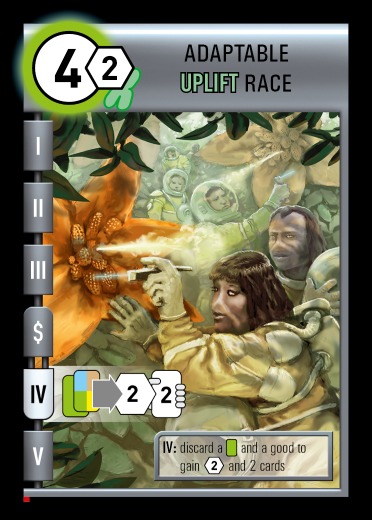 4 2
ADAPTABLE
UPLIFT RACE
I
II
III
$
IV 2 2
V
IV: discard a and a good to
gain 2 and 2 cards